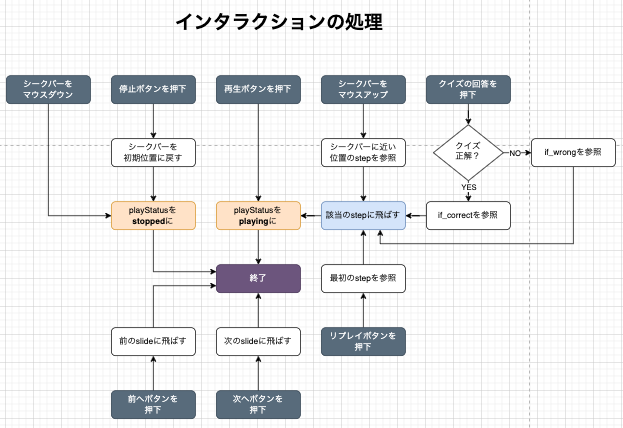 インタラクションの処理
シークバーを
マウスダウン
停止ボタンを押下
再生ボタンを押下
シークバーを
マウスアップ
クイズの回答を
押下
シークバーを
初期位置に戻す
シークバーに近い
位置のstepを参照
クイズ
正解？
NO
if_wrongを参照
YES
playStatusを
stoppedに
playStatusを
playingに
該当のstepに飛ばす
if_correctを参照
終了
最初のstepを参照
前のslideに飛ばす
次のslideに飛ばす
リプレイボタンを
押下
前へボタンを
押下
次へボタンを
押下